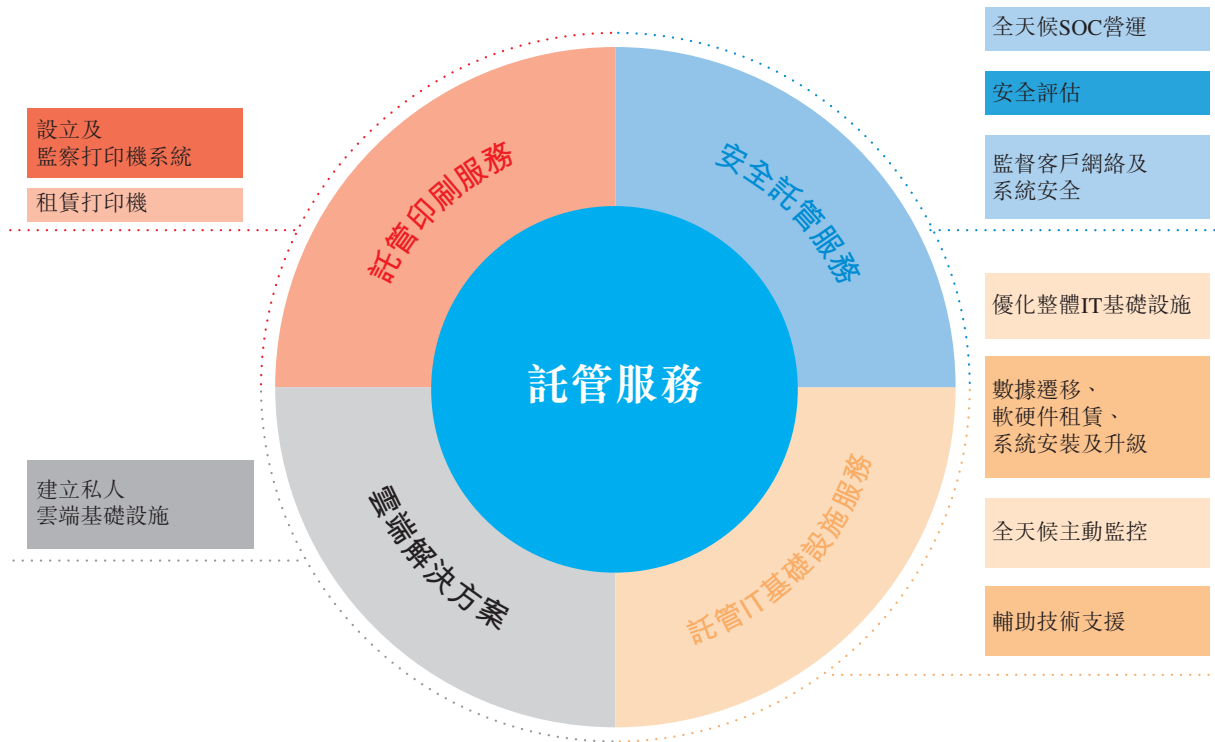 全天候SOC營運
安全評估
監督客戶網絡及
系統安全
設立及
監察打印機系統
租賃打印機
託管印刷服務
安全託管服務
託管服務
優化整體IT基礎設施
數據遷移、
軟硬件租賃、
系統安裝及升級
全天候主動監控
輔助技術支援
建立私人
雲端基礎設施
雲端解決方案
託管IT基礎設施服務